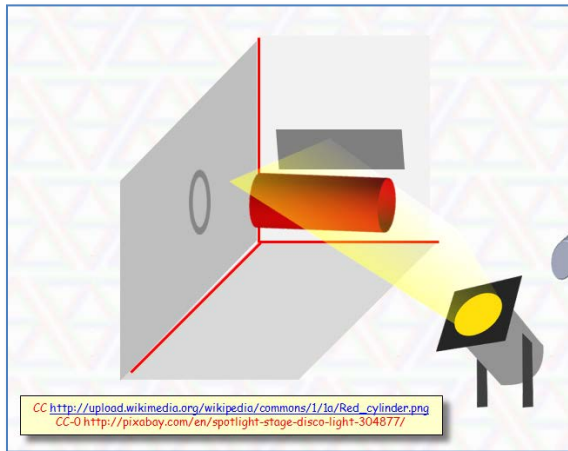 CC http://upload.wikimedia.org/wikipedia/commons/1/1a/Red_cylinder.png
CC-0 http://pixabay.com/en/spotlight-stage-disco-light-304877/